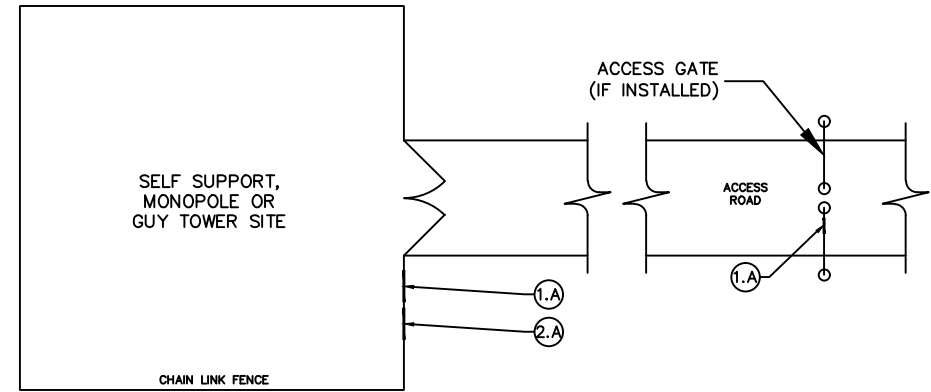 ACCESS GATE
(IF INSTALLED)
SELF SUPPORT,
MONOPOLE OR
GUY TOWER SITE
ACCESS
ROAD
1.A
1.A
2.A
CHAIN LINK FENCE